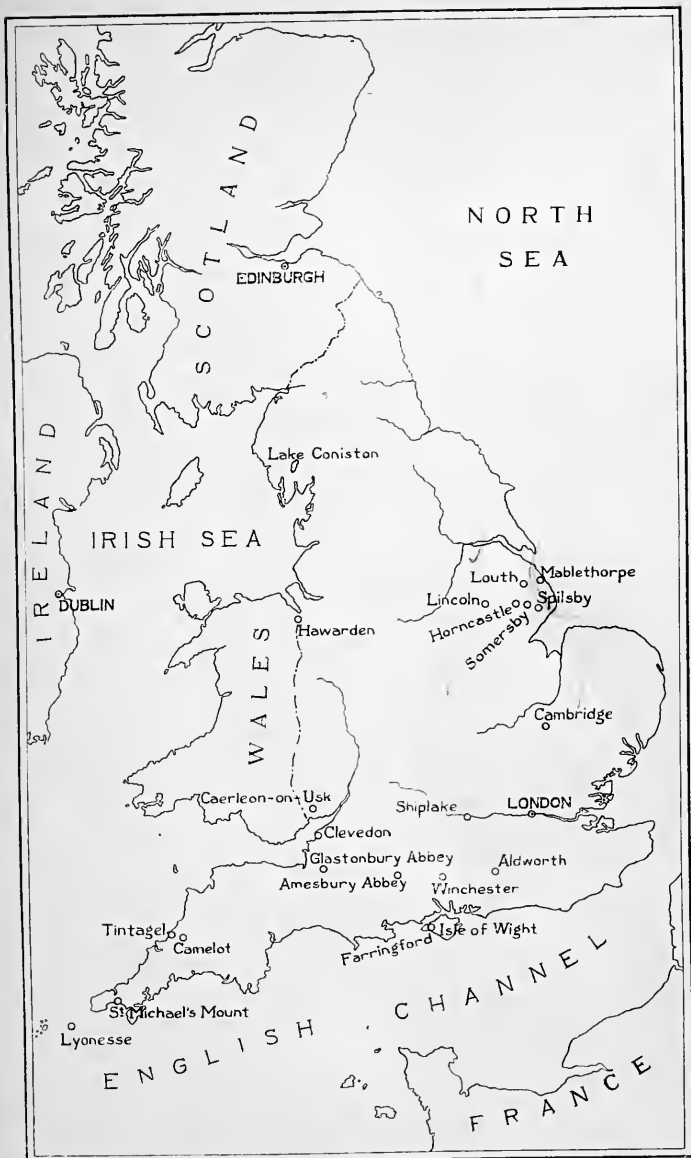 NORTH
SEA
SCOTLAND
EDINBURGH
Lake Coniston
IRELAND
IRISH SEA
DUBLIN
Louth
Mablethorpe
Lincoln
Horncastle
Spilsby
Somersby
Hawarden
WALES
Cambridge
Caerleon-on-Usk
Shiplake
LONDON
Clevedon
Glastonbury Abbey
Aldworth
Amesbury Abbey
Winchester
Tintagel
Camelot
Farringford
Isle of Wight
St. Michael's Mount
Lyonesse
ENGLISH CHANNEL
FRANCE